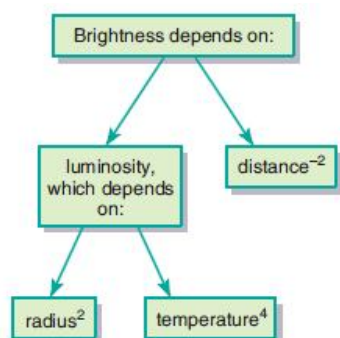 Brightness depends on:
luminosity,
which depends
on:
distance⁻²
radius²
temperature⁴